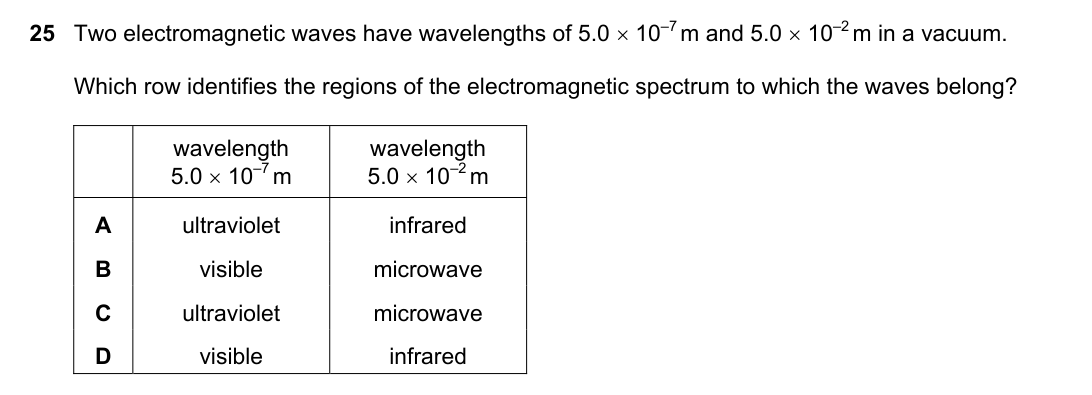 25 Two electromagnetic waves have wavelengths of 5.0 × 10⁻⁷ m and 5.0 × 10⁻² m in a vacuum.
Which row identifies the regions of the electromagnetic spectrum to which the waves belong?
wavelength wavelength
5.0 × 10⁻⁷ m 5.0 × 10⁻² m
A ultraviolet infrared
B visible microwave
C ultraviolet microwave
D visible infrared